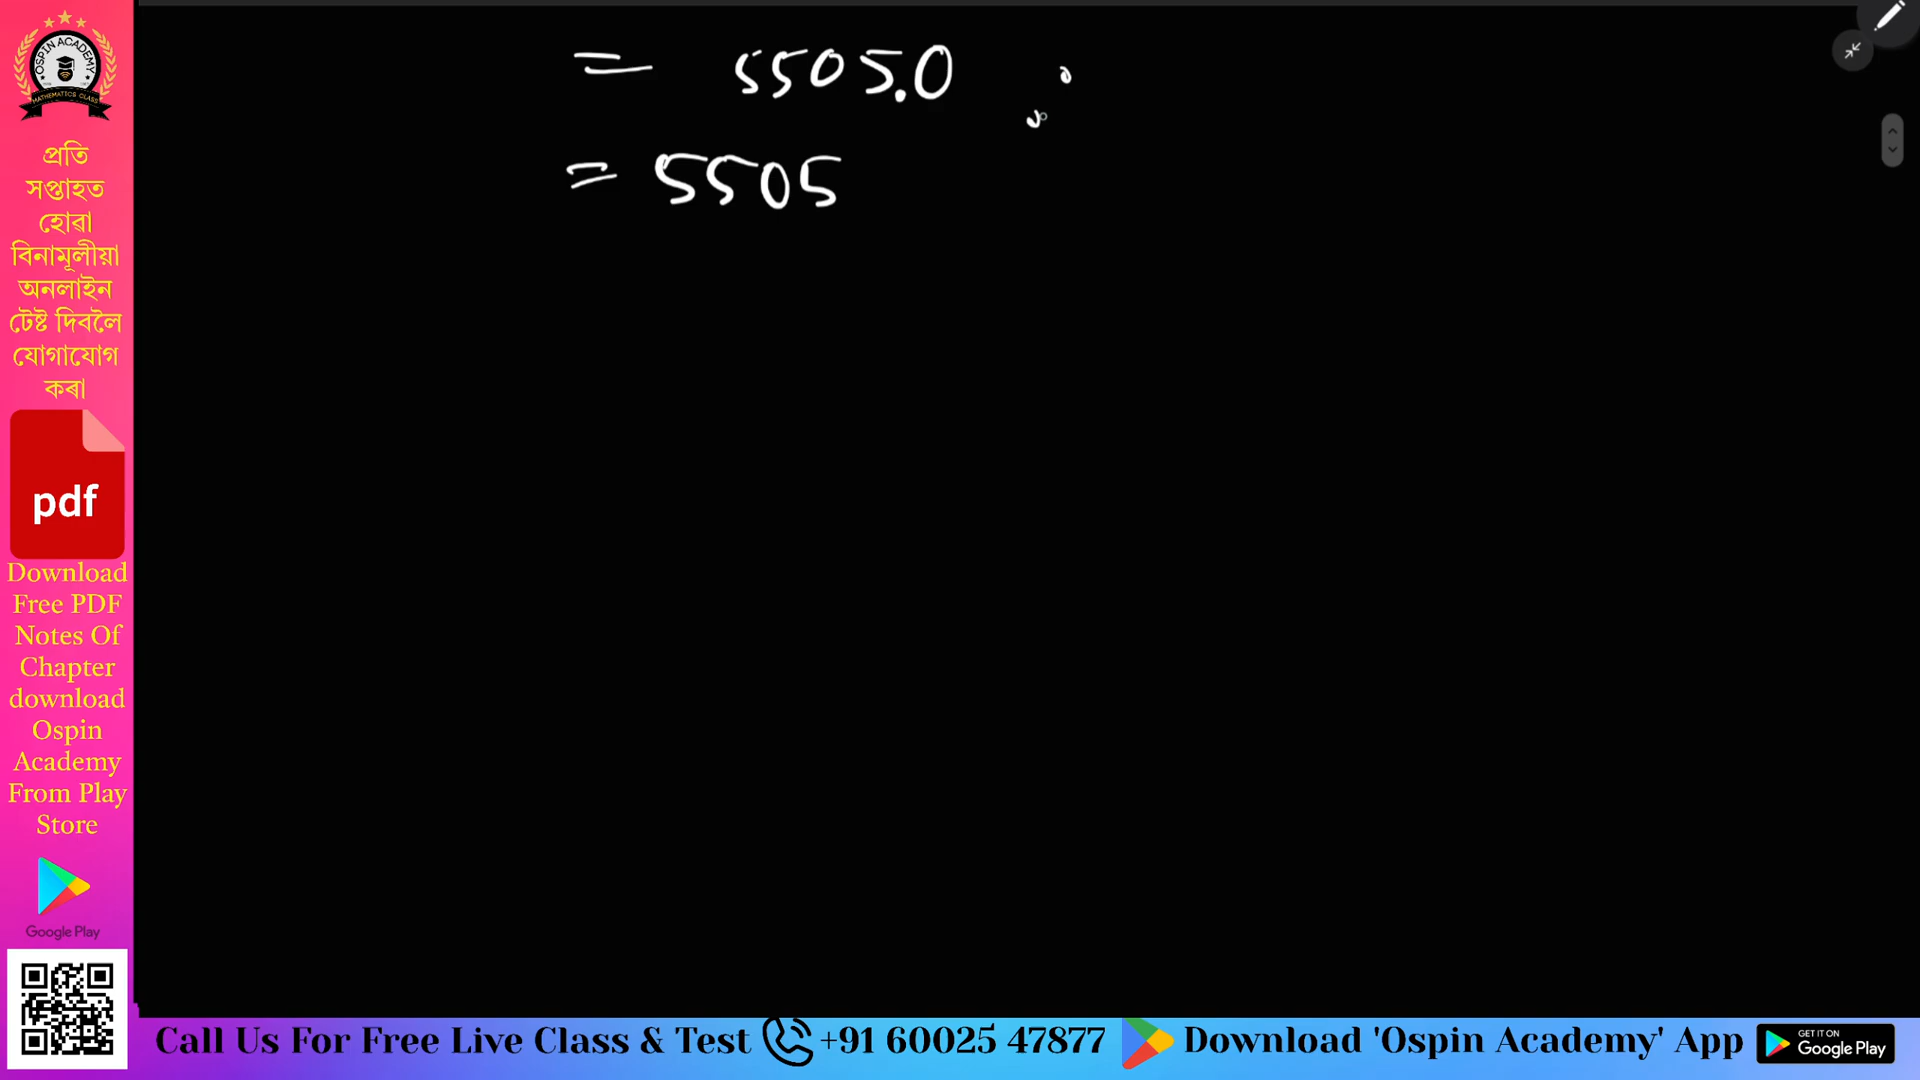 OSPIN ACADEMY
MATHEMATICS CLASS
প্ৰতি
সপ্তাহত
হোৱা
বিনামূলীয়া
অনলাইন
টেষ্ট দিবলৈ
যোগাযোগ
কৰা
pdf
Download
Free PDF
Notes Of
Chapter
download
Ospin
Academy
From Play
Store
Google Play
= 5505.0
= 5505
Call Us For Free Live Class & Test +91 60025 47877 Download 'Ospin Academy' App
GET IT ON
Google Play